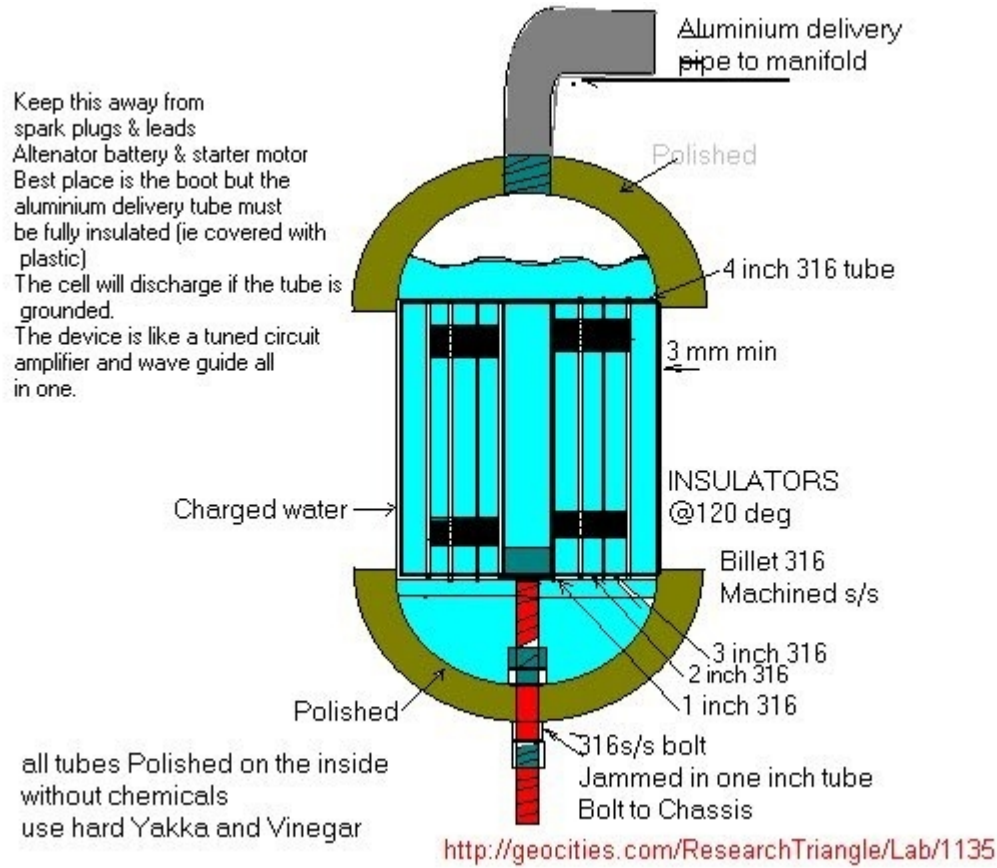 Aluminium delivery
pipe to manifold
Keep this away from
spark plugs & leads
Altenator battery & starter motor
Best place is the boot but the
aluminium delivery tube must
be fully insulated (ie covered with
plastic)
The cell will discharge if the tube is
grounded.
The device is like a tuned circuit
amplifier and wave guide all
in one.
Polished
4 inch 316 tube
3 mm min
Charged water
INSULATORS
@120 deg
Billet 316
Machined s/s
3 inch 316
2 inch 316
1 inch 316
Polished
316s/s bolt
Jammed in one inch tube
Bolt to Chassis
all tubes Polished on the inside
without chemicals
use hard Yakka and Vinegar
http://geocities.com/ResearchTriangle/Lab/1135